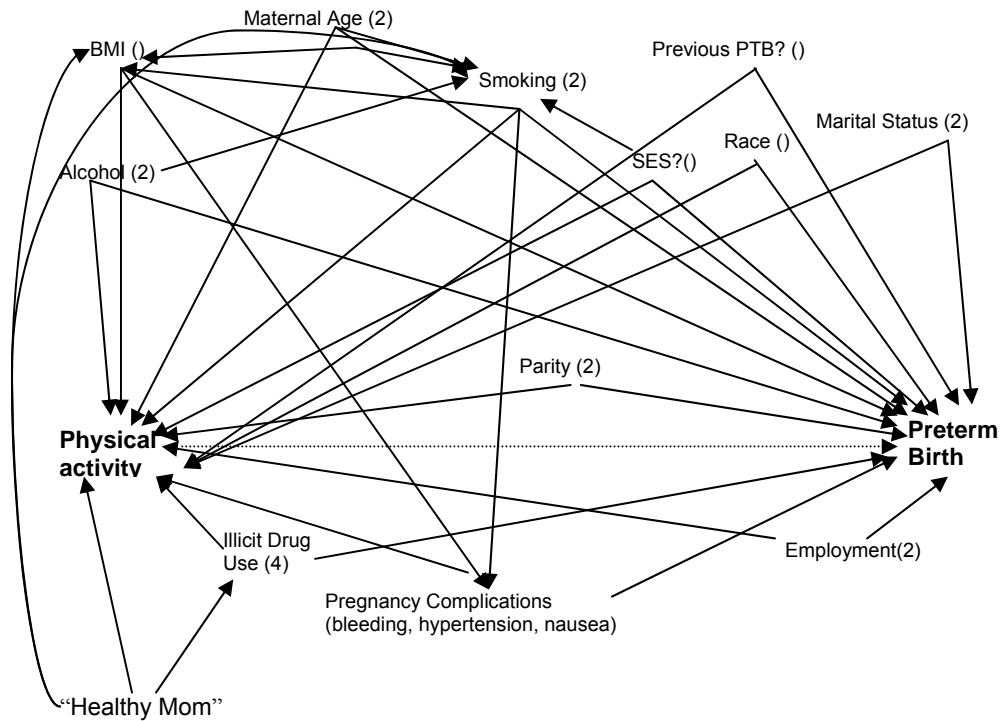 Maternal Age (2)
BMI ()
Previous PTB? ()
Smoking (2)
Marital Status (2)
Race ()
SES?()
Alcohol (2)
Parity (2)
Physical
activity
Preterm
Birth
Illicit Drug
Use (4)
Employment(2)
Pregnancy Complications
(bleeding, hypertension, nausea)
“Healthy Mom”